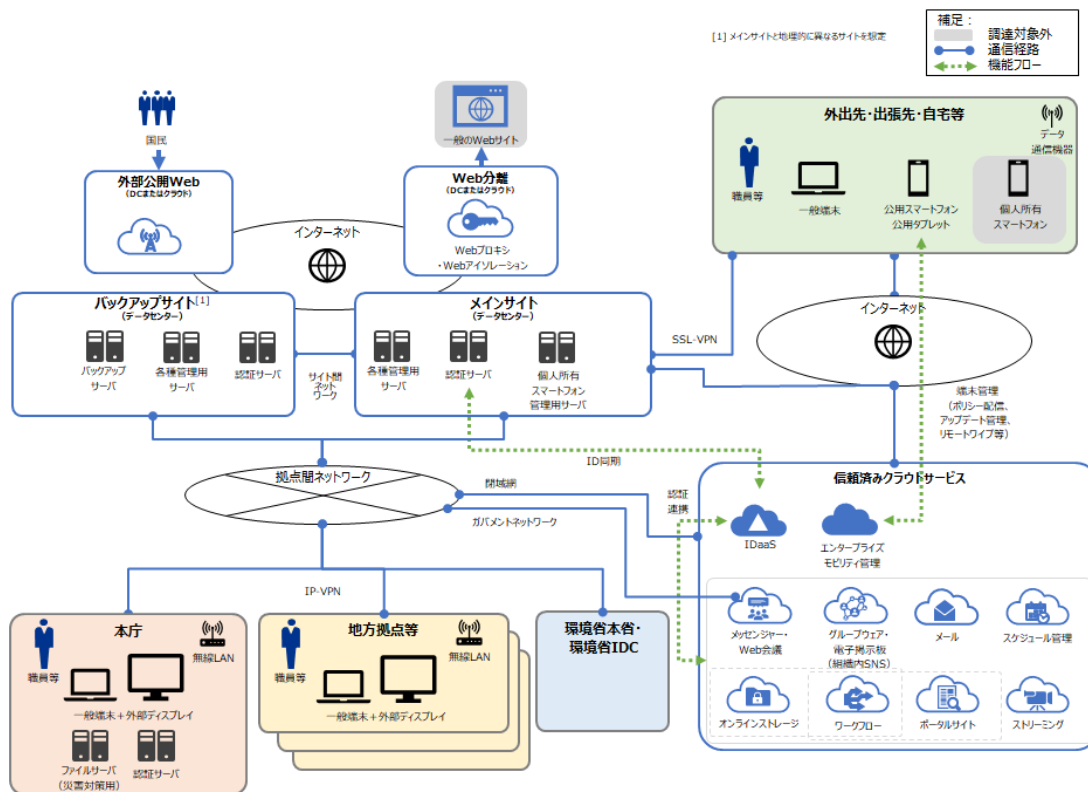 [1] メインサイトと地理的に異なるサイトを想定
補足：
調達対象外
通信経路
機能フロー
国民
一般のWebサイト
外部公開Web
(DCまたはクラウド)
Web分離
(DCまたはクラウド)
Webプロキシ
・Webアイソレーション
インターネット
外出先・出張先・自宅等
データ
通信機器
職員等
一般端末
公用スマートフォン
公用タブレット
個人所有
スマートフォン
バックアップサイト[1]
(データセンター)
バックアップ
サーバ
各種管理用
サーバ
認証サーバ
サイト間
ネット
ワーク
メインサイト
(データセンター)
各種管理用
サーバ
認証サーバ
個人所有
スマートフォン
管理用サーバ
SSL-VPN
インターネット
端末管理
（ポリシー配信、
アップデート管理、
リモートワイプ等）
ID同期
拠点間ネットワーク
閉域網
ガバメントネットワーク
認証
連携
信頼済みクラウドサービス
IDaaS
エンタープライズ
モビリティ管理
メッセンジャー・
Web会議
グループウェア・
電子掲示板
（組織内SNS）
メール
スケジュール管理
オンラインストレージ
ワークフロー
ポータルサイト
ストリーミング
IP-VPN
本庁
職員等
無線LAN
一般端末＋外部ディスプレイ
ファイルサーバ
（災害対策用）
認証サーバ
地方拠点等
職員等
無線LAN
一般端末＋外部ディスプレイ
環境省本省・
環境省IDC